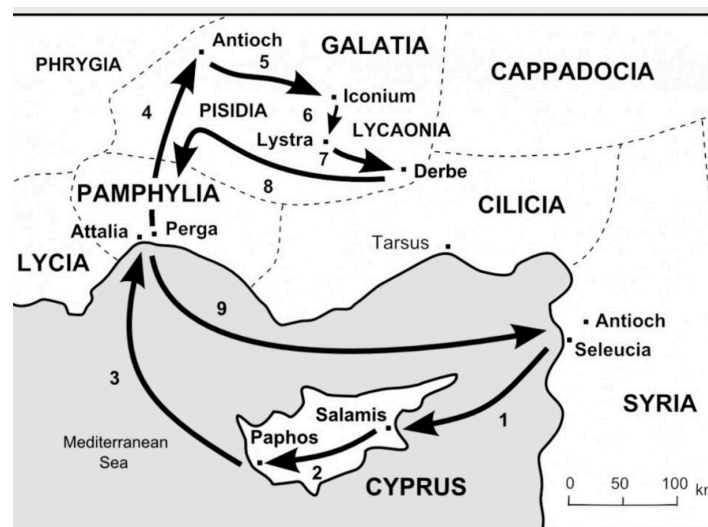 Antioch
GALATIA
PHRYGIA
5
CAPPADOCIA
Iconium
4
PISIDIA
6
LYCAONIA
Lystra
7
Derbe
8
PAMPHYLIA
CILICIA
Attalia
Perga
Tarsus
LYCIA
9
Antioch
Seleucia
3
SYRIA
Salamis
1
Mediterranean
Sea
Paphos
2
CYPRUS
0 50 100 km